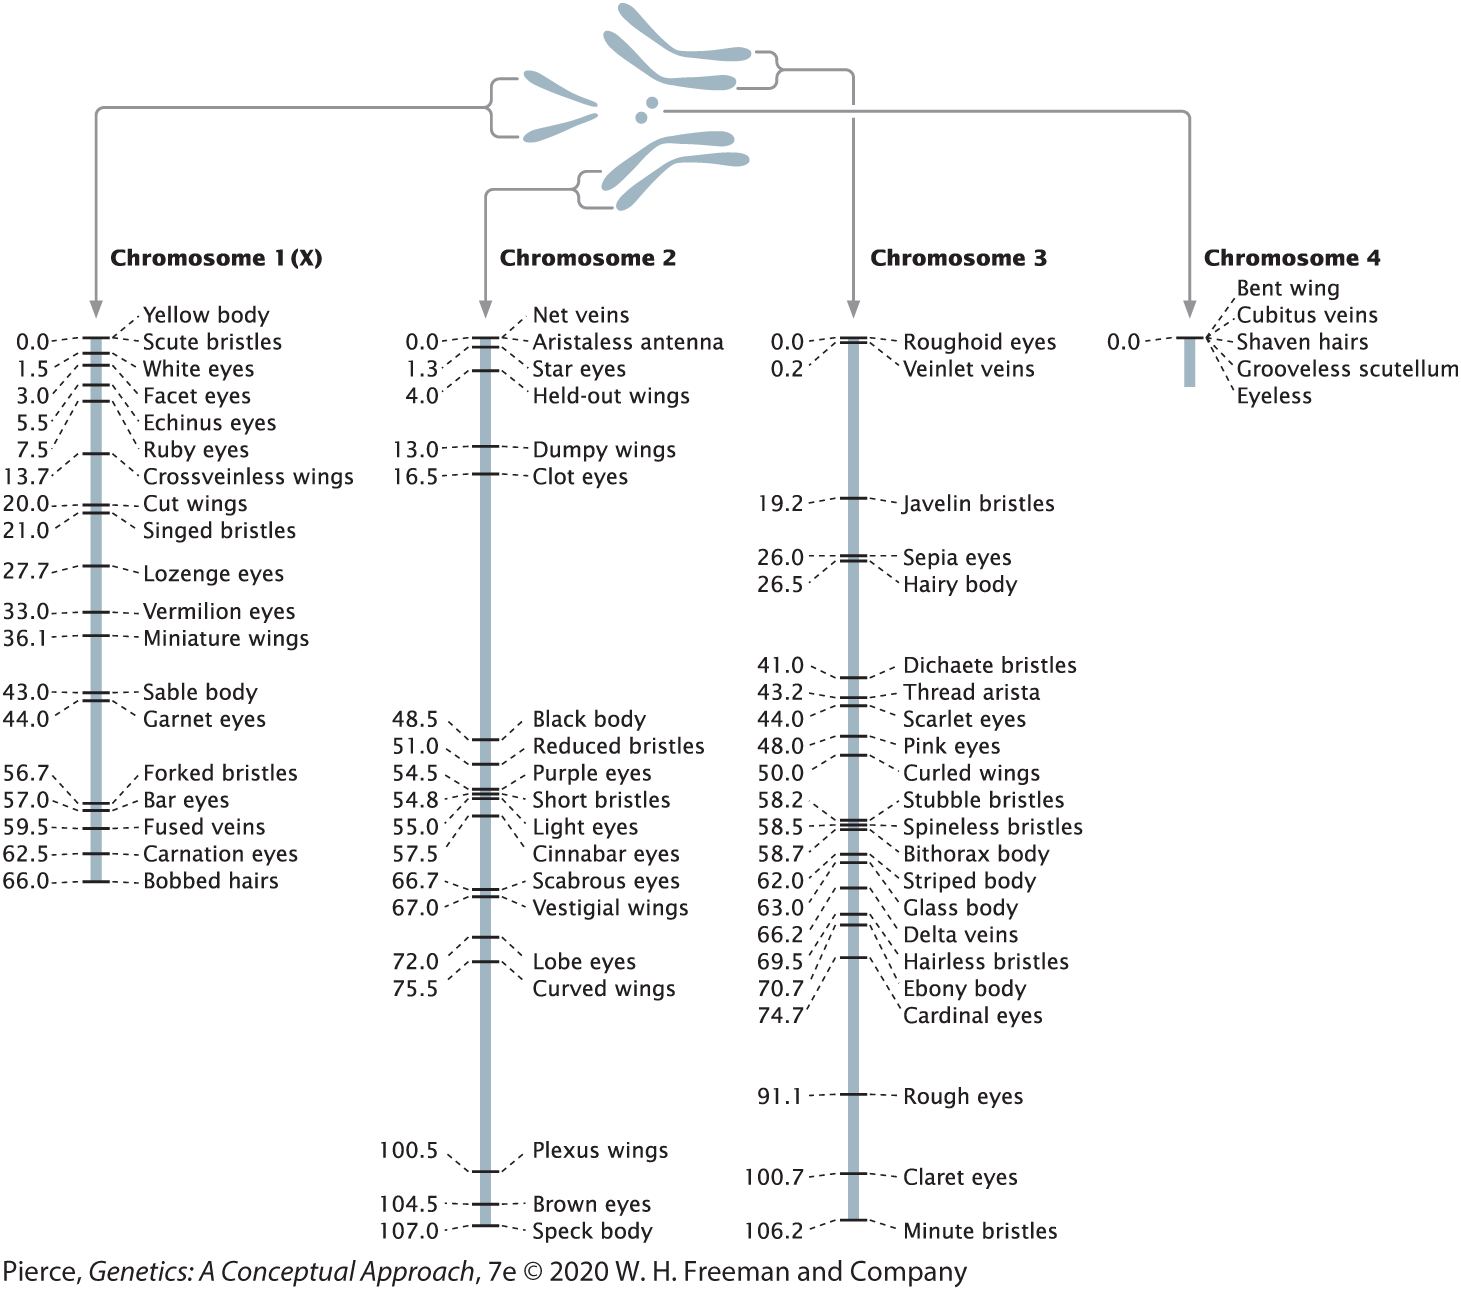 Chromosome 1 (X)
0.0 Yellow body
Scute bristles
1.5 White eyes
3.0 Facet eyes
5.5 Echinus eyes
7.5 Ruby eyes
13.7 Crossveinless wings
20.0 Cut wings
21.0 Singed bristles
27.7 Lozenge eyes
33.0 Vermilion eyes
36.1 Miniature wings
43.0 Sable body
44.0 Garnet eyes
56.7 Forked bristles
57.0 Bar eyes
59.5 Fused veins
62.5 Carnation eyes
66.0 Bobbed hairs
Chromosome 2
Net veins
0.0 Aristaless antenna
1.3 Star eyes
4.0 Held-out wings
13.0 Dumpy wings
16.5 Clot eyes
48.5 Black body
51.0 Reduced bristles
54.5 Purple eyes
54.8 Short bristles
55.0 Light eyes
57.5 Cinnabar eyes
66.7 Scabrous eyes
67.0 Vestigial wings
72.0 Lobe eyes
75.5 Curved wings
100.5 Plexus wings
104.5 Brown eyes
107.0 Speck body
Chromosome 3
0.0 Roughoid eyes
0.2 Veinlet veins
19.2 Javelin bristles
26.0 Sepia eyes
26.5 Hairy body
41.0 Dichaete bristles
43.2 Thread arista
44.0 Scarlet eyes
48.0 Pink eyes
50.0 Curled wings
58.2 Stubble bristles
58.5 Spineless bristles
58.7 Bithorax body
62.0 Striped body
63.0 Glass body
66.2 Delta veins
69.5 Hairless bristles
70.7 Ebony body
74.7 Cardinal eyes
91.1 Rough eyes
100.7 Claret eyes
106.2 Minute bristles
Chromosome 4
Bent wing
Cubitus veins
0.0 Shaven hairs
Grooveless scutellum
Eyeless
Pierce, Genetics: A Conceptual Approach, 7e © 2020 W. H. Freeman and Company